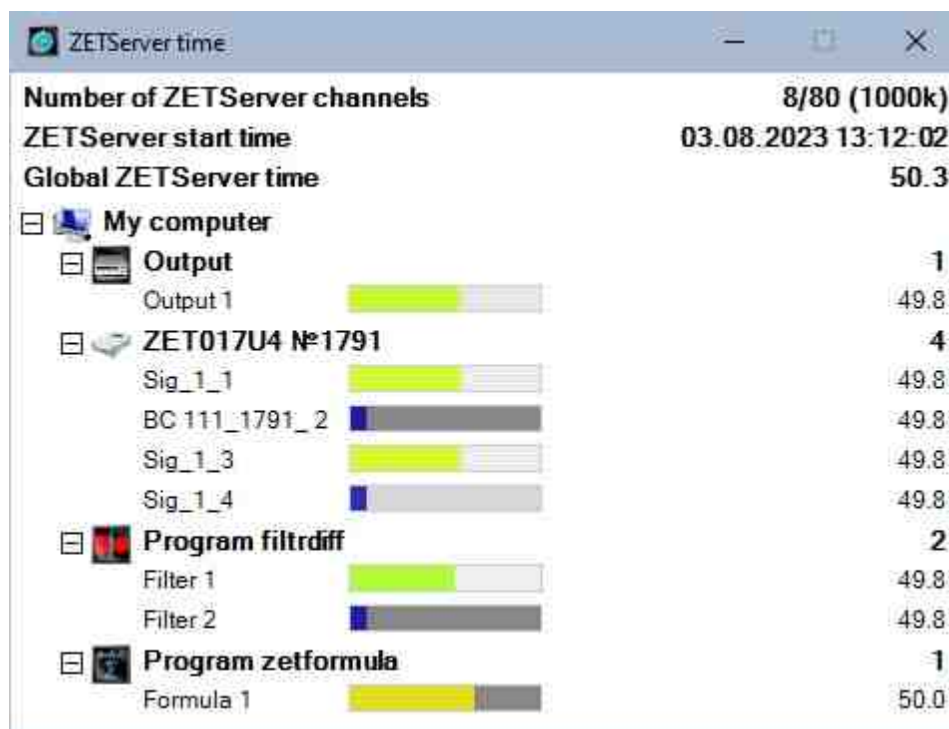 ZETServer time
Number of ZETServer channels 8/80 (1000k)
ZETServer start time 03.08.2023 13:12:02
Global ZETServer time 50.3
My computer
Output 1
Output 1 49.8
ZET017U4 №1791 4
Sig_1_1 49.8
BC 111_1791_ 2 49.8
Sig_1_3 49.8
Sig_1_4 49.8
Program filtrdiff 2
Filter 1 49.8
Filter 2 49.8
Program zetformula 1
Formula 1 50.0